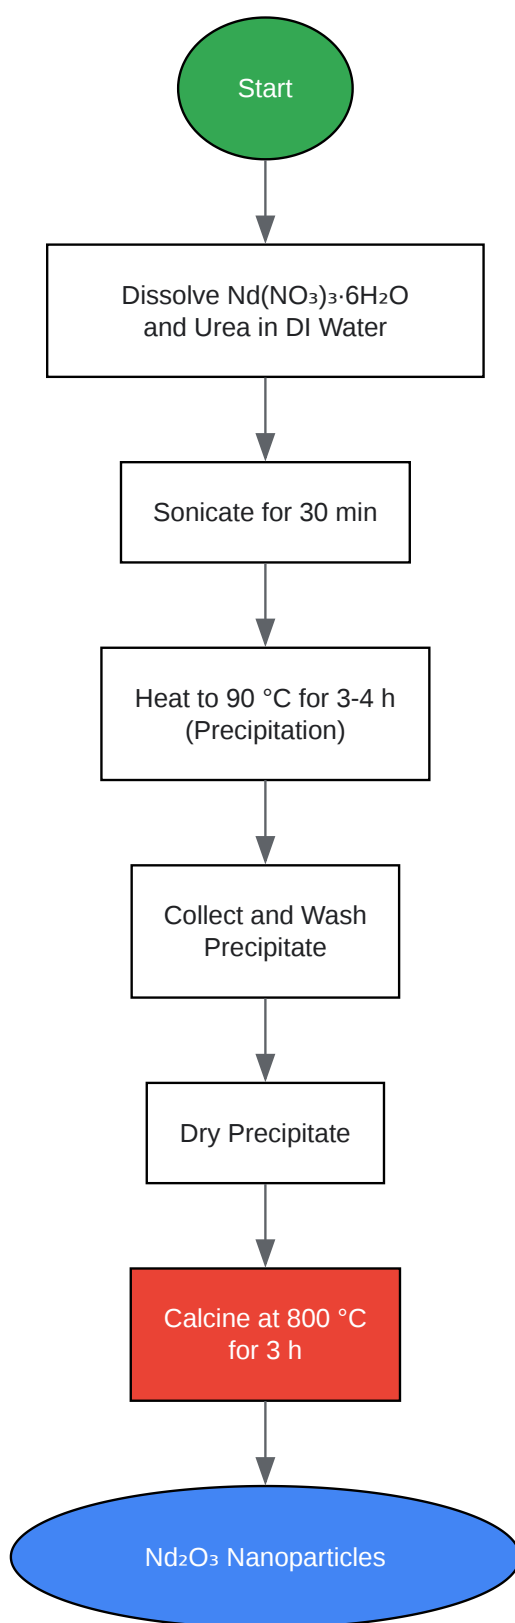 Start
Dissolve Nd(NO₃)₃·6H₂O
and Urea in DI Water
Sonicate for 30 min
Heat to 90 °C for 3-4 h
(Precipitation)
Collect and Wash
Precipitate
Dry Precipitate
Calcine at 800 °C
for 3 h
Nd₂O₃ Nanoparticles